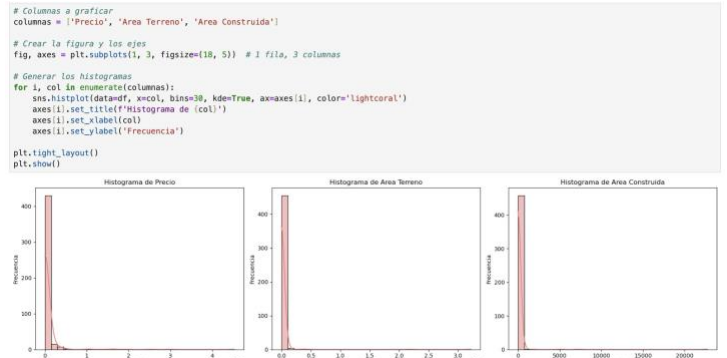 # Columnas a graficar
columnas = ['Precio', 'Area Terreno', 'Area Construida']
# Crear la figura y los ejes
fig, axes = plt.subplots(1, 3, figsize=(18, 5))  # 1 fila, 3 columnas
# Generar los histogramas
for i, col in enumerate(columnas):
    sns.histplot(data=df, x=col, bins=30, kde=True, ax=axes[i], color='lightcoral')
    axes[i].set_title(f'Histograma de {col}')
    axes[i].set_xlabel(col)
    axes[i].set_ylabel('Frecuencia')
plt.tight_layout()
plt.show()
Histograma de Precio
400
300
200
100
0
Frecuencia
0 1 2 3 4
Histograma de Area Terreno
400
300
200
100
0
Frecuencia
0.0 0.5 1.0 1.5 2.0 2.5 3.0
Histograma de Area Construida
400
300
200
100
0
Frecuencia
0 5000 10000 15000 20000